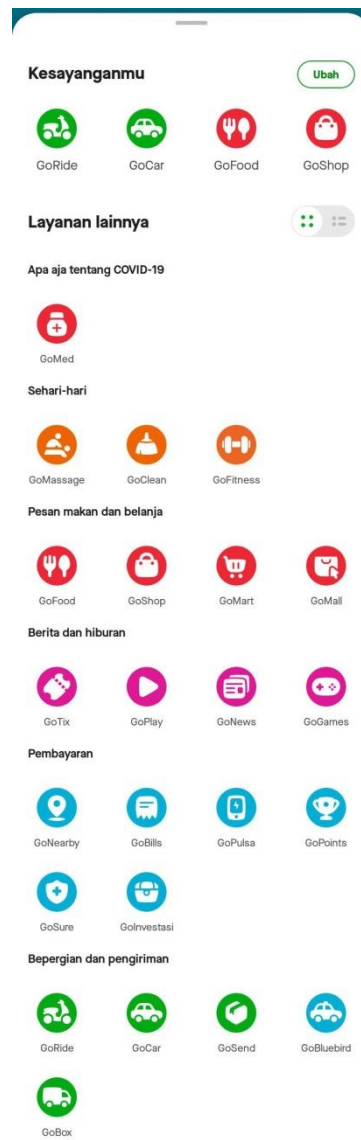 Kesayanganmu
Ubah
GoRide GoCar GoFood GoShop
Layanan lainnya
Apa aja tentang COVID-19
GoMed
Sehari-hari
GoMassage GoClean GoFitness
Pesan makan dan belanja
GoFood GoShop GoMart GoMall
Berita dan hiburan
GoTix GoPlay GoNews GoGames
Pembayaran
GoNearby GoBills GoPulsa GoPoints
GoSure GoInvestasi
Bepergian dan pengiriman
GoRide GoCar GoSend GoBluebird
GoBox